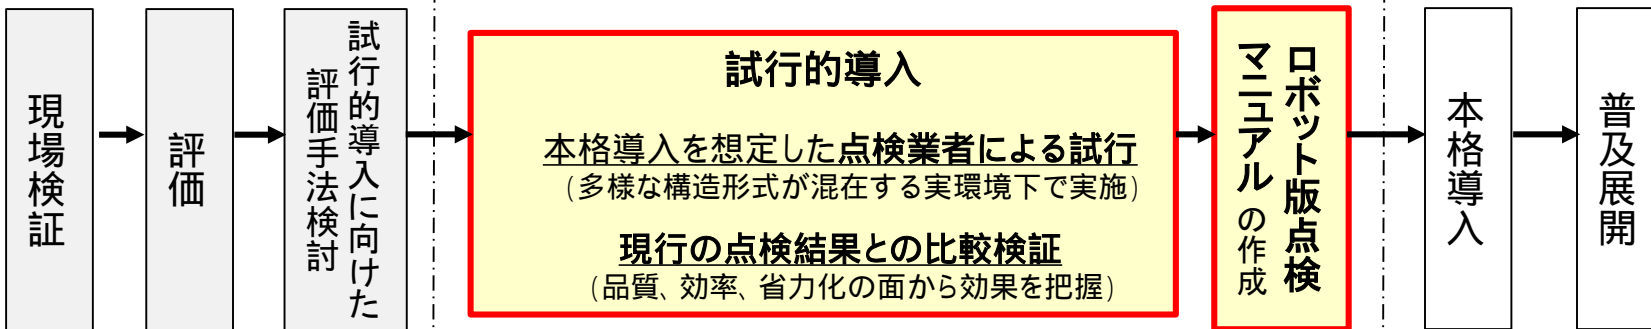 現場検証
評価
試行的導入に向けた
評価手法検討
試行的導入
本格導入を想定した点検業者による試行
(多様な構造形式が混在する実環境下で実施)
現行の点検結果との比較検証
(品質、効率、省力化の面から効果を把握)
ロボット版点検
マニュアルの作成
本格導入
普及展開